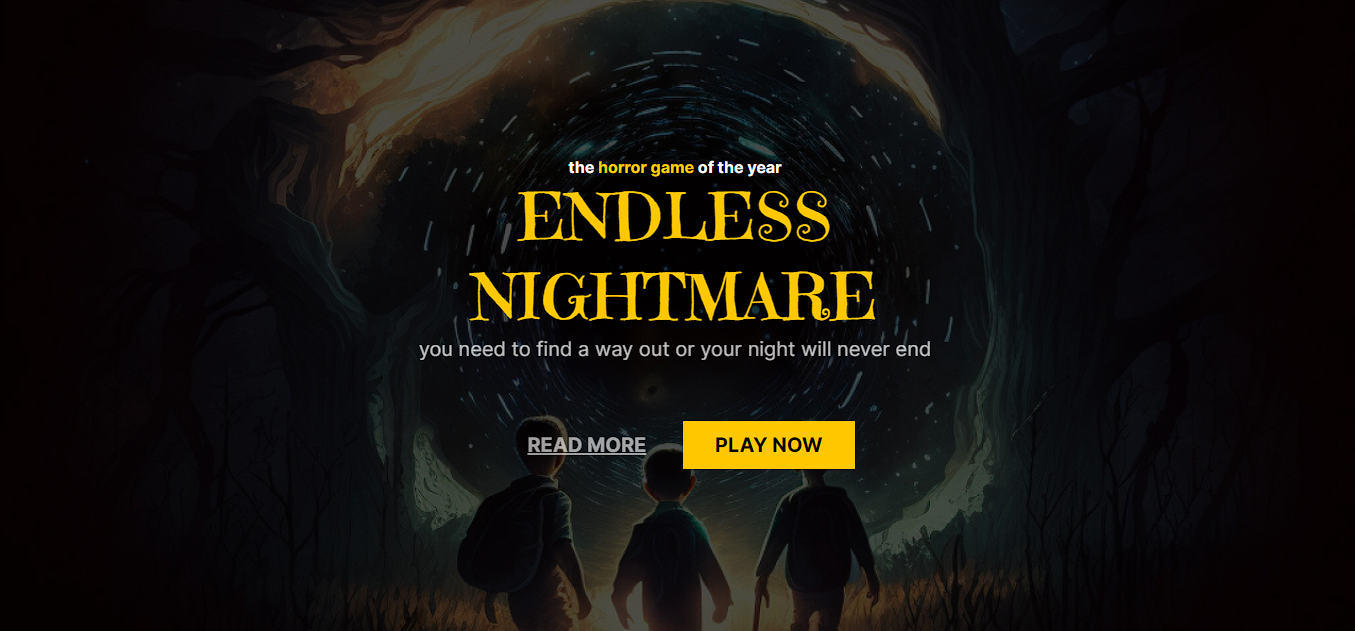 the horror game of the year
ENDLESS
NIGHTMARE
you need to find a way out or your night will never end
READ MORE
PLAY NOW